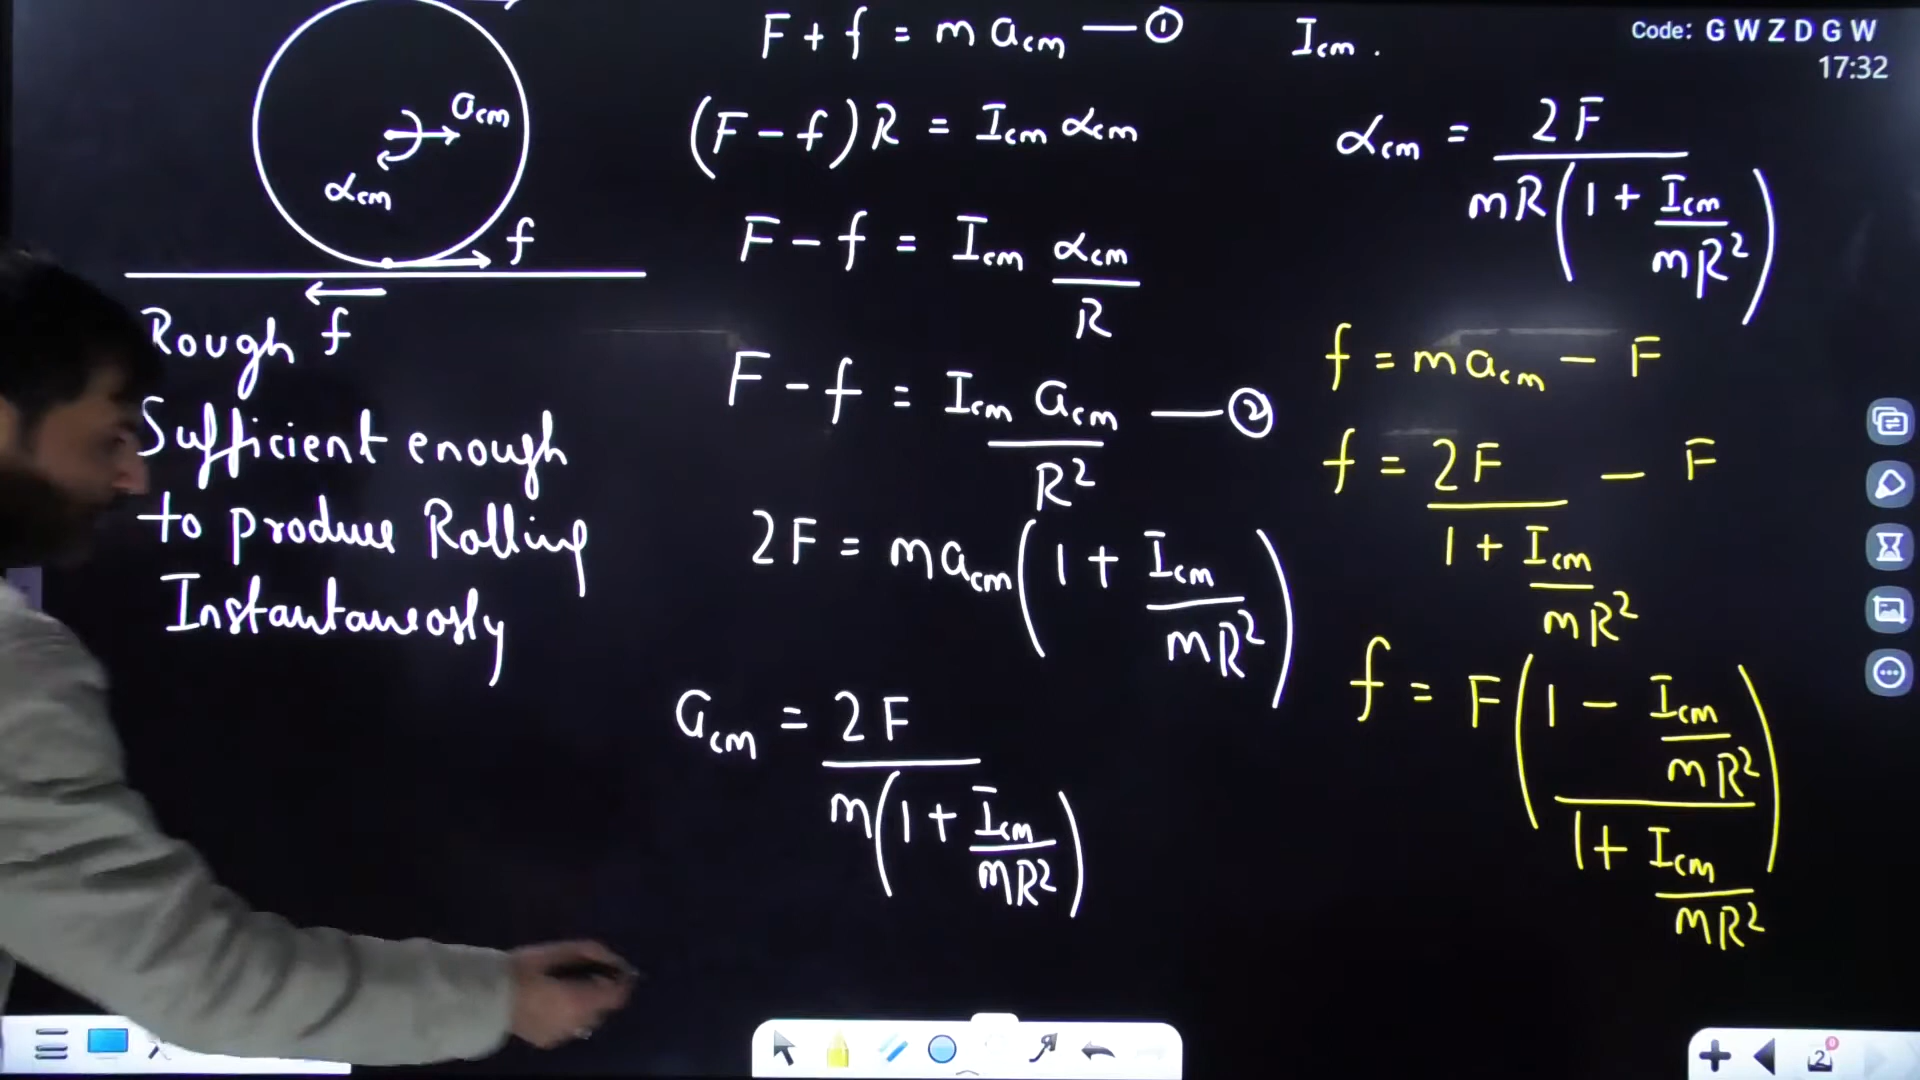 F + f = m a_cm — ①
(F − f) R = I_cm α_cm
F − f = I_cm α_cm / R
F − f = I_cm a_cm / R² — ②
2F = m a_cm (1 + I_cm / mR²)
a_cm = 2F / m(1 + I_cm / mR²)
a_cm
α_cm
f
f
Rough
Sufficient enough
to produce Rolling
Instantaneosly
I_cm .
α_cm = 2F / mR(1 + I_cm / mR²)
f = m a_cm − F
f = 2F / 1 + I_cm / mR² − F
f = F (1 − I_cm / mR² / 1 + I_cm / mR²)
Code: GWZDGW
17:32
2
0